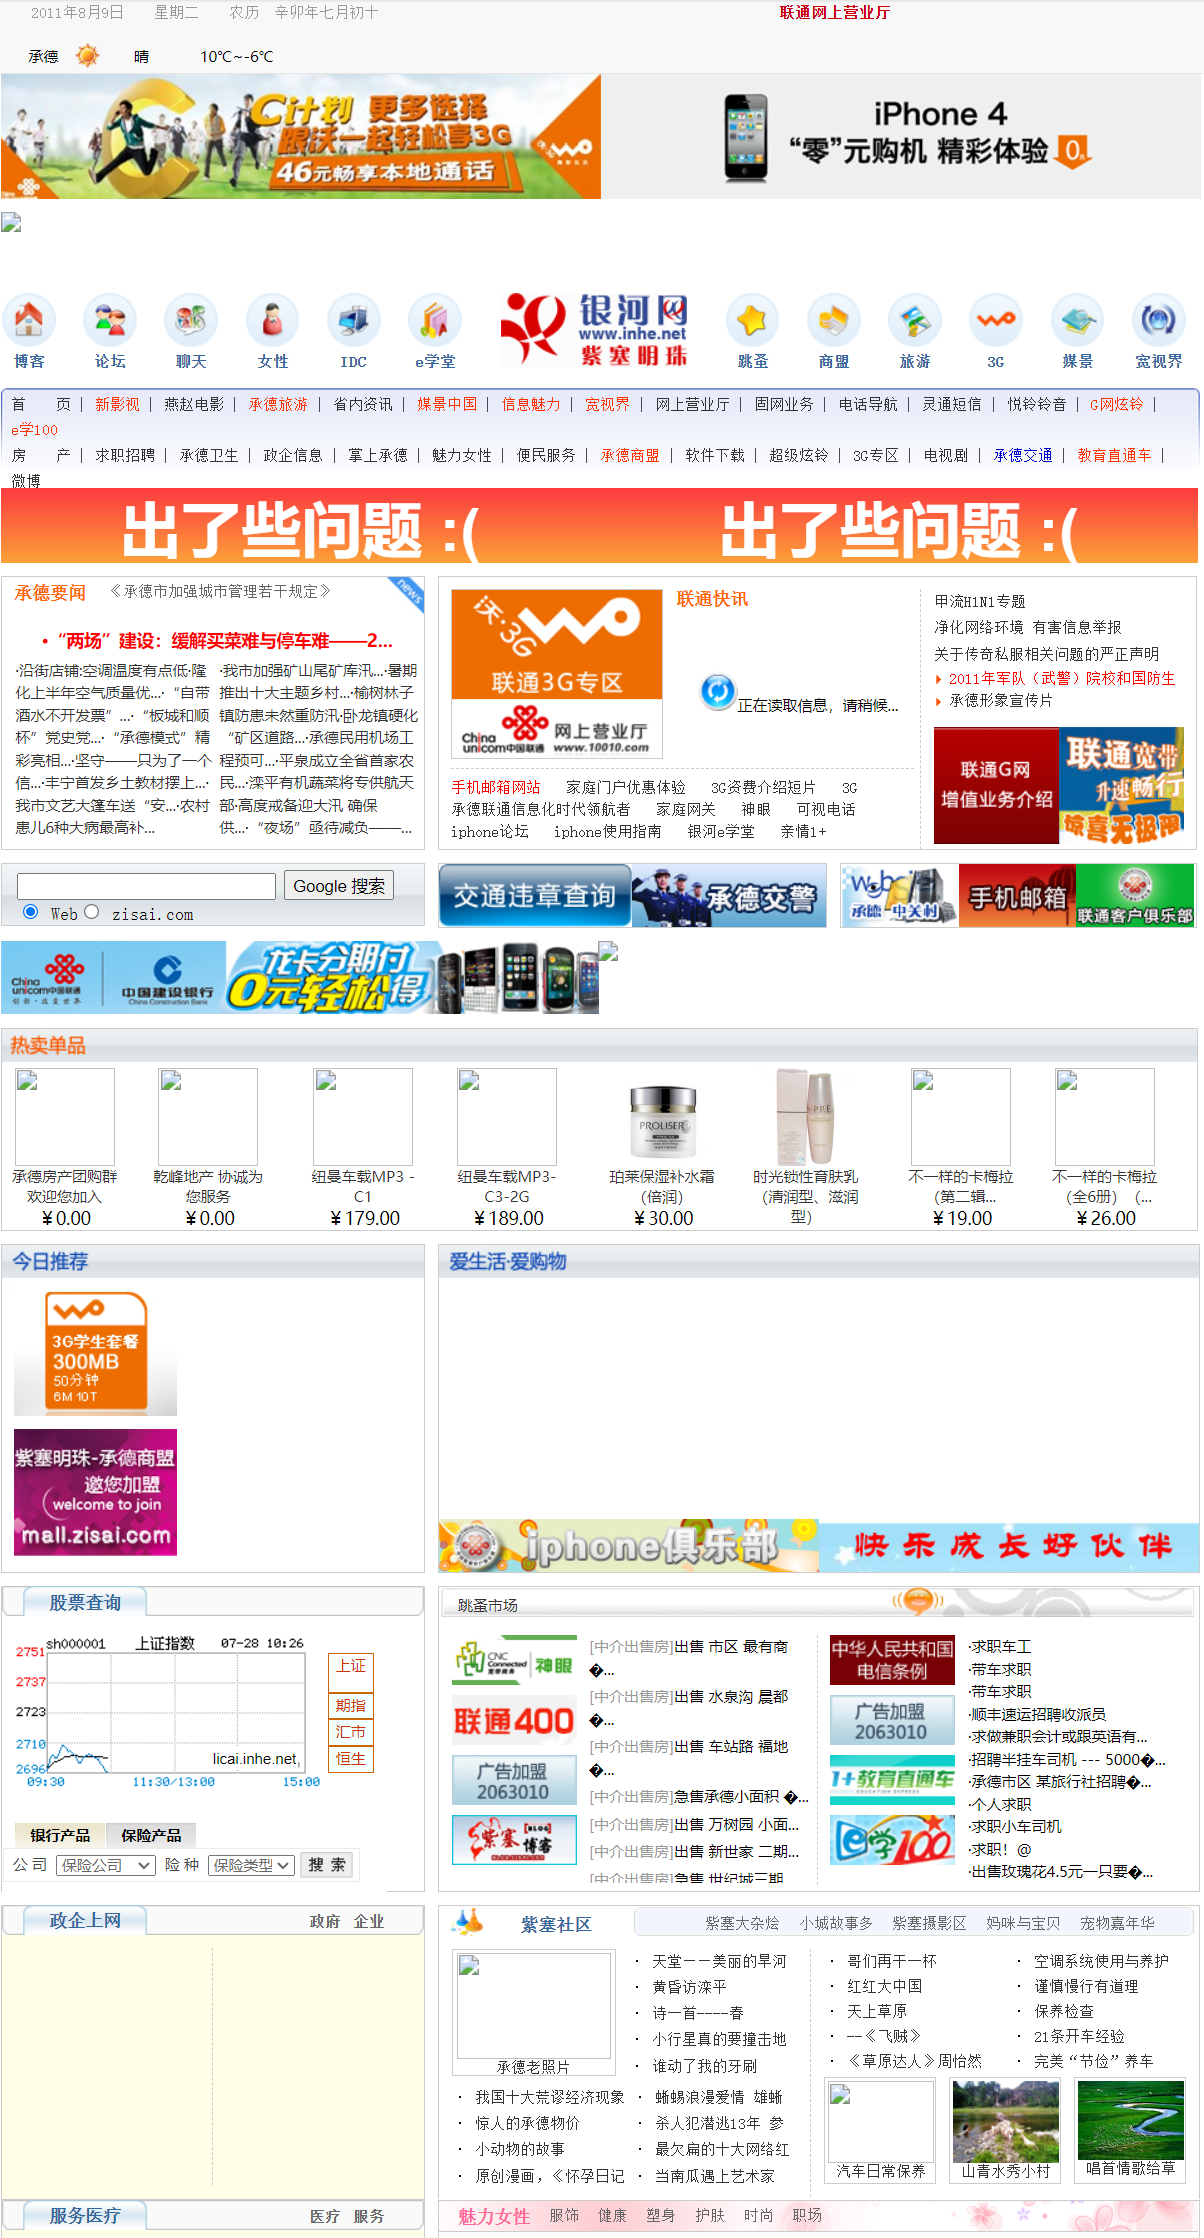 2011年8月9日 星期二 农历 辛卯年七月初十 联通网上营业厅
承德 晴 10℃~-6℃
C计划 更多选择
跟沃一起轻松享3G
46元畅享本地通话
iPhone 4
“零”元购机 精彩体验 0元
银河网
www.inhe.net
紫塞明珠
博客 论坛 聊天 女性 IDC e学堂 跳蚤 商盟 旅游 3G 媒景 宽视界
首 页 | 新影视 | 燕赵电影 | 承德旅游 | 省内资讯 | 媒景中国 | 信息魅力 | 宽视界 | 网上营业厅 | 固网业务 | 电话导航 | 灵通短信 | 悦铃铃音 | G网炫铃 |
e学100
房 产 | 求职招聘 | 承德卫生 | 政企信息 | 掌上承德 | 魅力女性 | 便民服务 | 承德商盟 | 软件下载 | 超级炫铃 | 3G专区 | 电视剧 | 承德交通 | 教育直通车 |
微博
出了些问题 :( 出了些问题 :(
承德要闻 《承德市加强城市管理若干规定》 news
• “两场”建设：缓解买菜难与停车难——2...
·沿街店铺:空调温度有点低·隆
化上半年空气质量优...·“自带
酒水不开发票”...·“板城和顺
杯”党史党...·“承德模式”精
彩亮相...·坚守——只为了一个
信...·丰宁首发乡土教材摆上...·
我市文艺大篷车送“安...·农村
患儿6种大病最高补...
·我市加强矿山尾矿库汛...·暑期
推出十大主题乡村...·榆树林子
镇防患未然重防汛·卧龙镇硬化
“矿区道路...·承德民用机场工
程预可...·平泉成立全省首家农
民...·滦平有机蔬菜将专供航天
部·高度戒备迎大汛 确保
供...·“夜场”亟待减负——...
沃·3G
联通3G专区
China unicom中国联通 网上营业厅 www.10010.com
联通快讯
正在读取信息，请稍候...
手机邮箱网站 家庭门户优惠体验 3G资费介绍短片 3G
承德联通信息化时代领航者 家庭网关 神眼 可视电话
iphone论坛 iphone使用指南 银河e学堂 亲情1+
甲流H1N1专题
净化网络环境 有害信息举报
关于传奇私服相关问题的严正声明
2011年军队（武警）院校和国防生
承德形象宣传片
联通G网
增值业务介绍
联通宽带
升速畅行
惊喜无极限
Google 搜索
Web zisai.com
交通违章查询 承德交警
承德-中关村 手机邮箱 联通客户俱乐部
China unicom中国联通
创新·改变世界
中国建设银行
China Construction Bank
龙卡分期付
0元轻松得
热卖单品
承德房产团购群
欢迎您加入
￥0.00
乾峰地产 协诚为
您服务
￥0.00
纽曼车载MP3 -
C1
￥179.00
纽曼车载MP3-
C3-2G
￥189.00
PROLISER
珀莱保湿补水霜
（倍润）
￥30.00
时光锁性育肤乳
（清润型、滋润
型）
不一样的卡梅拉
（第二辑...
￥19.00
不一样的卡梅拉
（全6册）（...
￥26.00
今日推荐
3G学生套餐
300MB
50分钟
6M 10T
紫塞明珠-承德商盟
邀您加盟
welcome to join
mall.zisai.com
爱生活·爱购物
iphone俱乐部 快乐成长好伙伴
股票查询
sh000001 上证指数 07-28 10:26
2751
2737
2723
2710
2696
licai.inhe.net
09:30 11:30/13:00 15:00
上证
期指
汇市
恒生
银行产品 保险产品
公 司 保险公司 险 种 保险类型 搜 索
跳蚤市场
CNC Connected 宽带商务 神眼
联通400
广告加盟
2063010
紫塞博客 BLOG
[中介出售房]出售 市区 最有商
�...
[中介出售房]出售 水泉沟 晨都
�...
[中介出售房]出售 车站路 福地
�...
[中介出售房]急售承德小面积 �...
[中介出售房]出售 万树园 小面...
[中介出售房]出售 新世家 二期...
[中介出售房]急售 世纪城三期
中华人民共和国
电信条例
广告加盟
2063010
1+教育直通车
e学100
·求职车工
·带车求职
·带车求职
·顺丰速运招聘收派员
·求做兼职会计或跟英语有...
·招聘半挂车司机 --- 5000�...
·承德市区 某旅行社招聘�...
·个人求职
·求职小车司机
·求职！@
·出售玫瑰花4.5元一只要�...
政企上网 政府 企业
紫塞社区 紫塞大杂烩 小城故事多 紫塞摄影区 妈咪与宝贝 宠物嘉年华
承德老照片
· 天堂－－美丽的旱河
· 黄昏访滦平
· 诗一首----春
· 小行星真的要撞击地
· 谁动了我的牙刷
· 我国十大荒谬经济现象
· 惊人的承德物价
· 小动物的故事
· 原创漫画，《怀孕日记
· 蜥蜴浪漫爱情 雄蜥
· 杀人犯潜逃13年 参
· 最欠扁的十大网络红
· 当南瓜遇上艺术家
· 哥们再干一杯
· 红红大中国
· 天上草原
· --《飞贼》
· 《草原达人》周怡然
· 空调系统使用与养护
· 谨慎慢行有道理
· 保养检查
· 21条开车经验
· 完美“节俭”养车
汽车日常保养 山青水秀小村 唱首情歌给草
服务医疗 医疗 服务
魅力女性 服饰 健康 塑身 护肤 时尚 职场